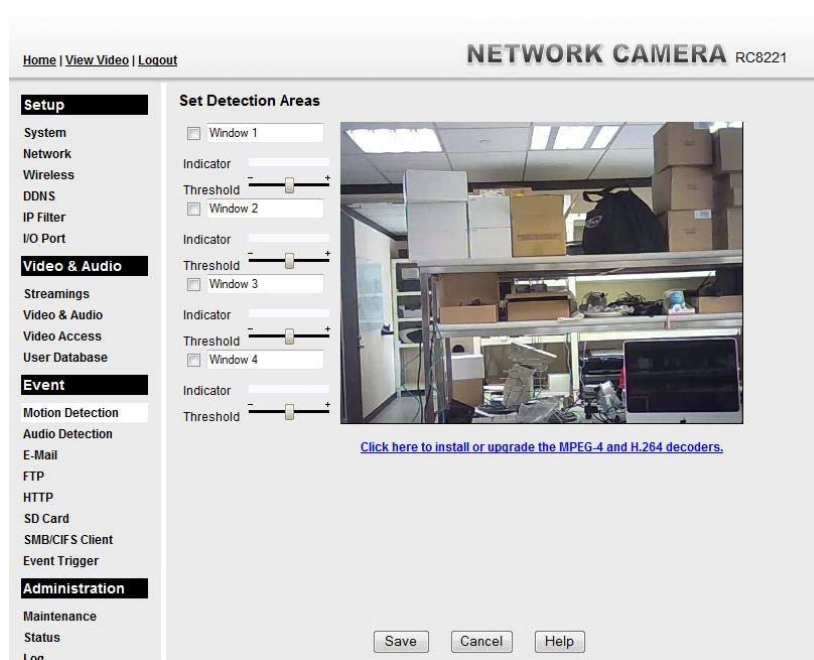 Home | View Video | Logout
NETWORK CAMERA RC8221
Setup
System
Network
Wireless
DDNS
IP Filter
I/O Port
Video & Audio
Streamings
Video & Audio
Video Access
User Database
Event
Motion Detection
Audio Detection
E-Mail
FTP
HTTP
SD Card
SMB/CIFS Client
Event Trigger
Administration
Maintenance
Status
Log
Set Detection Areas
Window 1
Indicator
Threshold - +
Window 2
Indicator
Threshold - +
Window 3
Indicator
Threshold - +
Window 4
Indicator
Threshold - +
Click here to install or upgrade the MPEG-4 and H.264 decoders.
Save Cancel Help